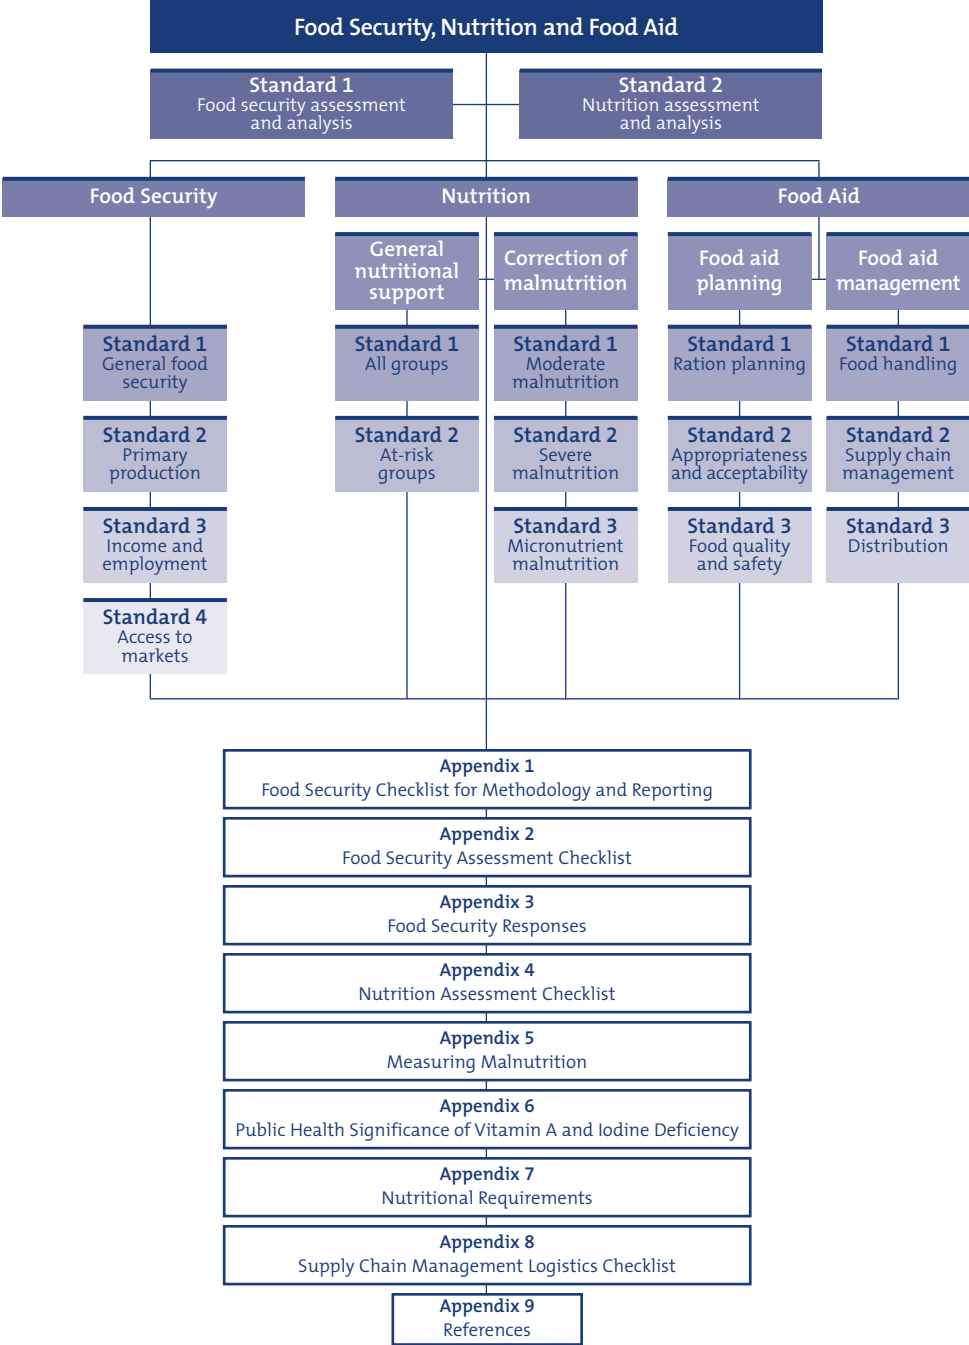 Food Security, Nutrition and Food Aid
Standard 1
Food security assessment
and analysis
Standard 2
Nutrition assessment
and analysis
Food Security
Nutrition
Food Aid
General
nutritional
support
Correction of
malnutrition
Food aid
planning
Food aid
management
Standard 1
General food
security
Standard 2
Primary
production
Standard 3
Income and
employment
Standard 4
Access to
markets
Standard 1
All groups
Standard 2
At-risk
groups
Standard 1
Moderate
malnutrition
Standard 2
Severe
malnutrition
Standard 3
Micronutrient
malnutrition
Standard 1
Ration planning
Standard 2
Appropriateness
and acceptability
Standard 3
Food quality
and safety
Standard 1
Food handling
Standard 2
Supply chain
management
Standard 3
Distribution
Appendix 1
Food Security Checklist for Methodology and Reporting
Appendix 2
Food Security Assessment Checklist
Appendix 3
Food Security Responses
Appendix 4
Nutrition Assessment Checklist
Appendix 5
Measuring Malnutrition
Appendix 6
Public Health Significance of Vitamin A and Iodine Deficiency
Appendix 7
Nutritional Requirements
Appendix 8
Supply Chain Management Logistics Checklist
Appendix 9
References